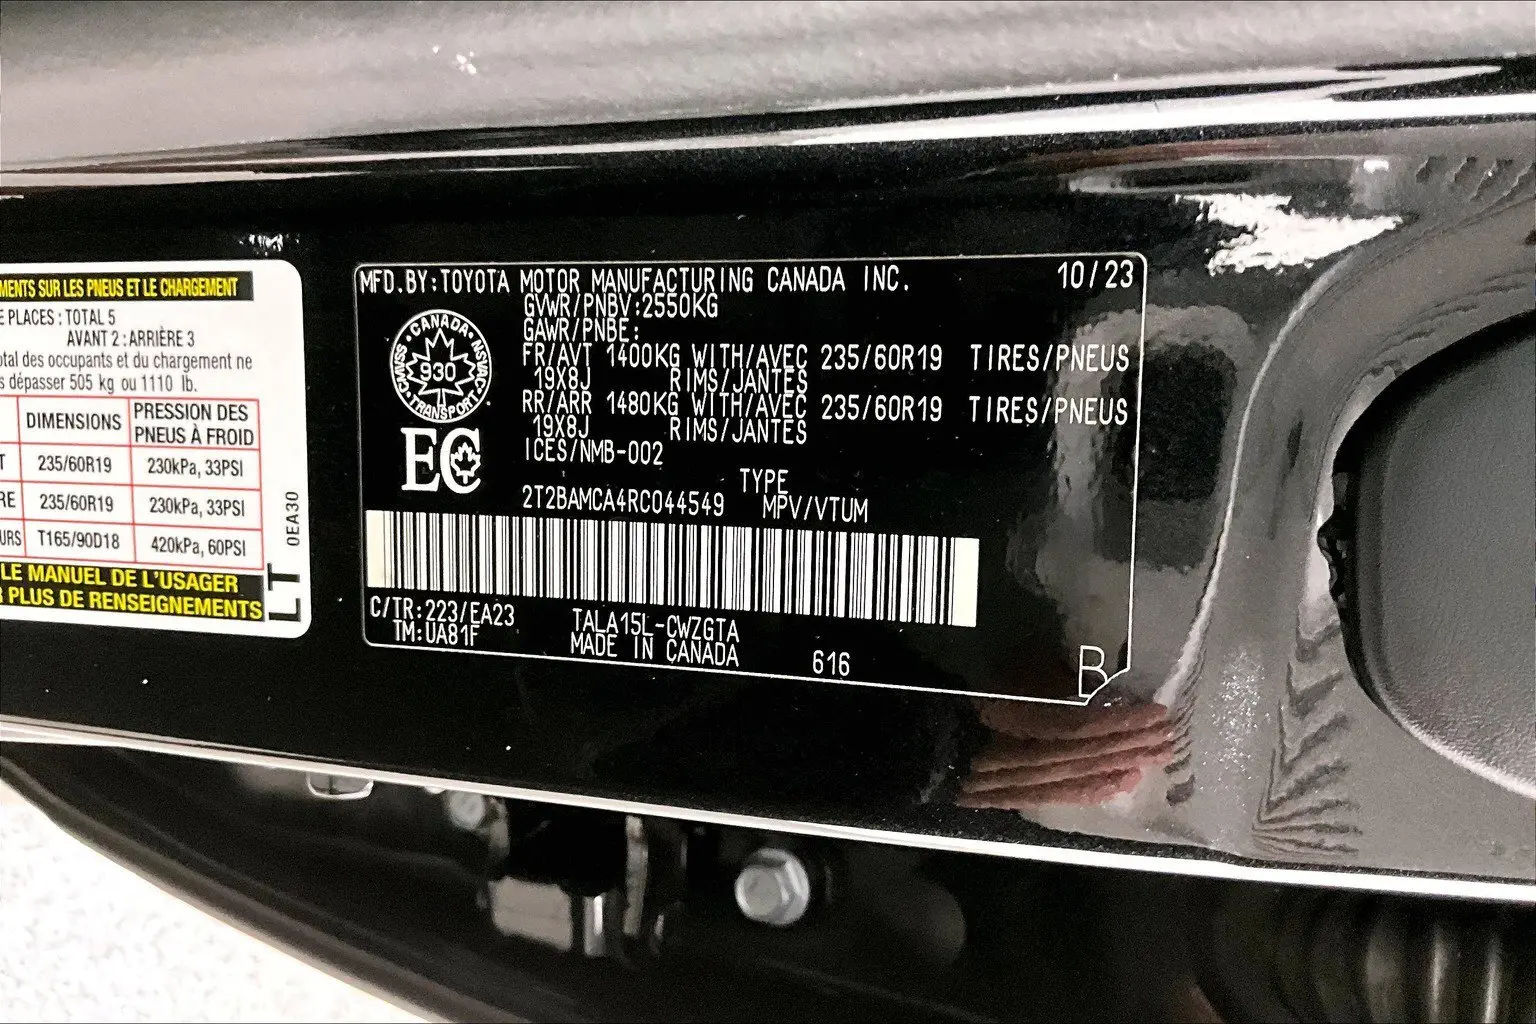 MENTS SUR LES PNEUS ET LE CHARGEMENT
E PLACES : TOTAL 5
AVANT 2 : ARRIÈRE 3
otal des occupants et du chargement ne
s dépasser 505 kg ou 1110 lb.
DIMENSIONS PRESSION DES PNEUS À FROID
T 235/60R19 230kPa, 33PSI
RE 235/60R19 230kPa, 33PSI
URS T165/90D18 420kPa, 60PSI
LE MANUEL DE L'USAGER
PLUS DE RENSEIGNEMENTS
0EA30
LT
MFD.BY:TOYOTA MOTOR MANUFACTURING CANADA INC. 10/23
GVWR/PNBV:2550KG
GAWR/PNBE:
FR/AVT 1400KG WITH/AVEC 235/60R19 TIRES/PNEUS
19X8J RIMS/JANTES
RR/ARR 1480KG WITH/AVEC 235/60R19 TIRES/PNEUS
19X8J RIMS/JANTES
ICES/NMB-002
CANADA
CMVSS 930 NSVAC
TRANSPORT
EC
TYPE
2T2BAMCA4RC044549 MPV/VTUM
C/TR:223/EA23 TALA15L-CWZGTA
TM:UA81F MADE IN CANADA 616
B